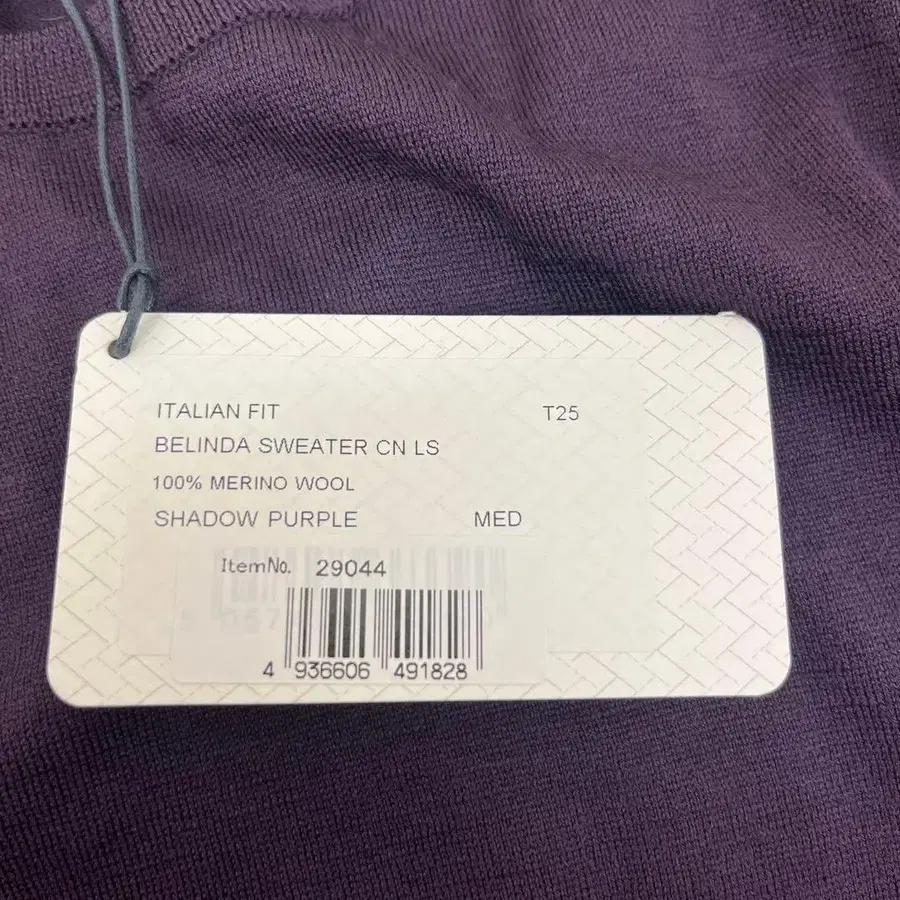 ITALIAN FIT T25
BELINDA SWEATER CN LS
100% MERINO WOOL
SHADOW PURPLE MED
ItemNo. 29044
4 936606 491828